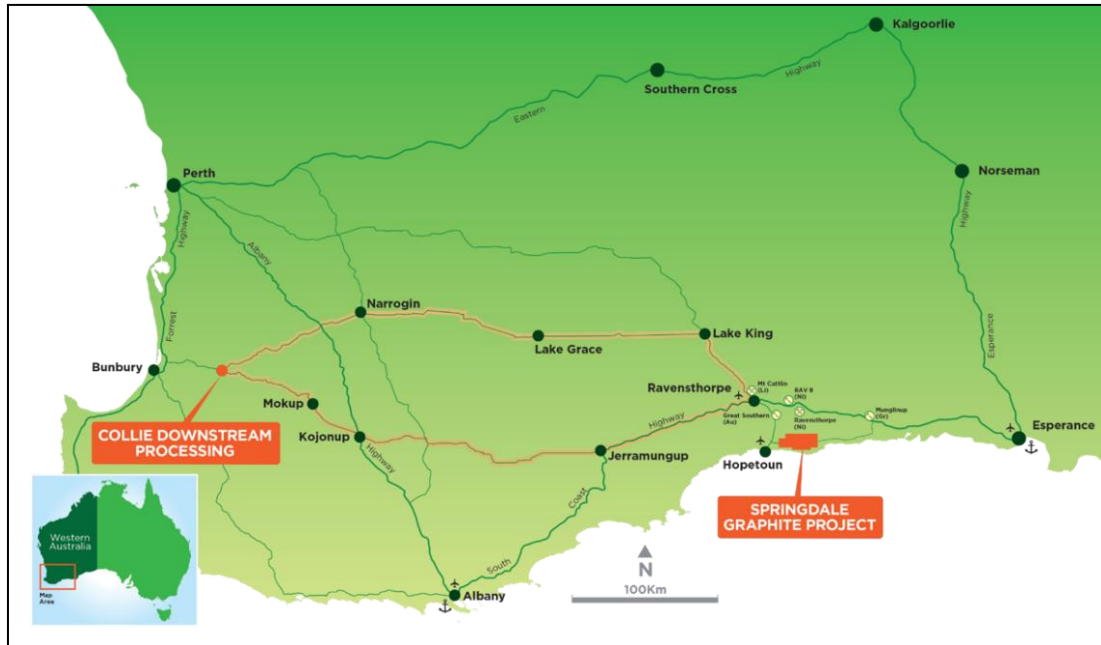 Kalgoorlie
Southern Cross
Highway
Eastern
Perth
Norseman
Highway
Albany
Highway
Forrest
Narrogin
Lake Grace
Lake King
Esperance
Bunbury
Ravensthorpe
Mt Cattlin
(Li)
RAV 8
(Ni)
Great Southern
(Au)
Ravensthorpe
(Ni)
Munglinup
(Gr)
Mokup
Kojonup
Highway
Highway
Jerramungup
Hopetoun
Esperance
COLLIE DOWNSTREAM
PROCESSING
SPRINGDALE
GRAPHITE PROJECT
Coast
South
Albany
N
100Km
Western
Australia
Map
Area